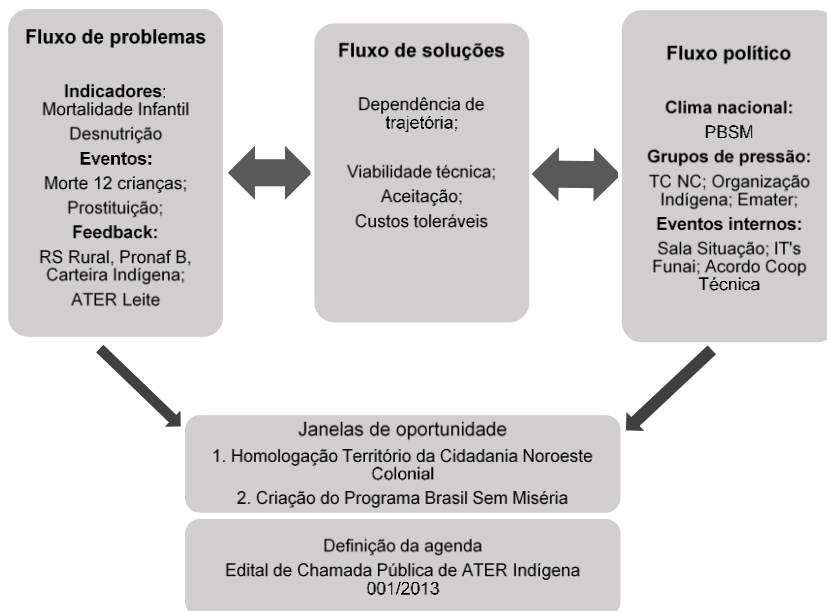 Fluxo de problemas
Indicadores:
Mortalidade Infantil
Desnutrição
Eventos:
Morte 12 crianças;
Prostituição;
Feedback:
RS Rural, Pronaf B,
Carteira Indígena;
ATER Leite
Fluxo de soluções
Dependência de
trajetória;
Viabilidade técnica;
Aceitação;
Custos toleráveis
Fluxo político
Clima nacional:
PBSM
Grupos de pressão:
TC NC; Organização
Indígena; Emater;
Eventos internos:
Sala Situação; IT's
Funai; Acordo Coop
Técnica
Janelas de oportunidade
1. Homologação Território da Cidadania Noroeste
Colonial
2. Criação do Programa Brasil Sem Miséria
Definição da agenda
Edital de Chamada Pública de ATER Indígena
001/2013